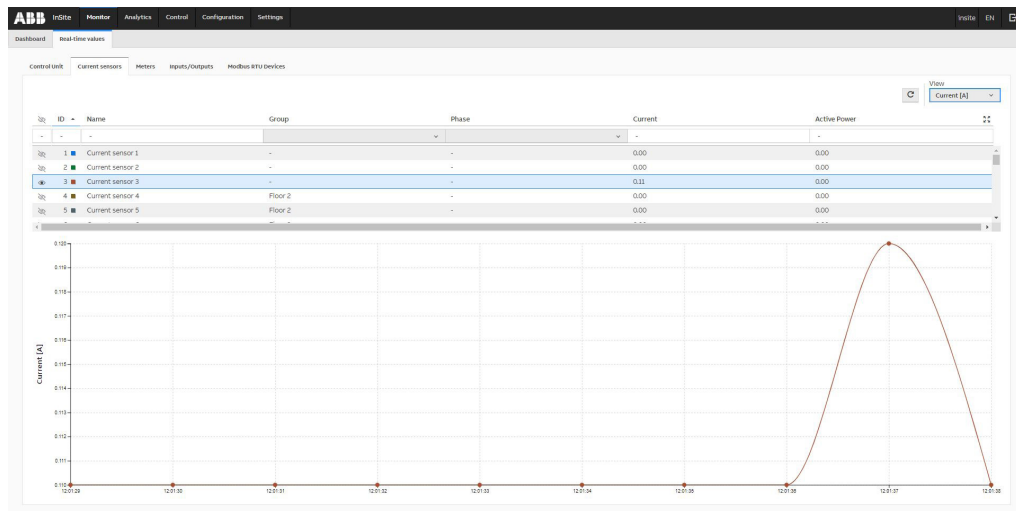 ABB InSite Monitor Analytics Control Configuration Settings Insite EN
Dashboard Real-time values
Control Unit Current sensors Meters Inputs/Outputs Modbus RTU Devices
View
Current [A]
ID Name Group Phase Current Active Power
- - - - -
1 Current sensor 1 - - 0.00 0.00
2 Current sensor 2 - - 0.00 0.00
3 Current sensor 3 - - 0.11 0.00
4 Current sensor 4 Floor 2 - 0.00 0.00
5 Current sensor 5 Floor 2 - 0.00 0.00
Current [A]
0.120
0.119
0.118
0.117
0.116
0.115
0.114
0.113
0.112
0.111
0.110
12:01:29 12:01:30 12:01:31 12:01:32 12:01:33 12:01:34 12:01:35 12:01:36 12:01:37 12:01:38